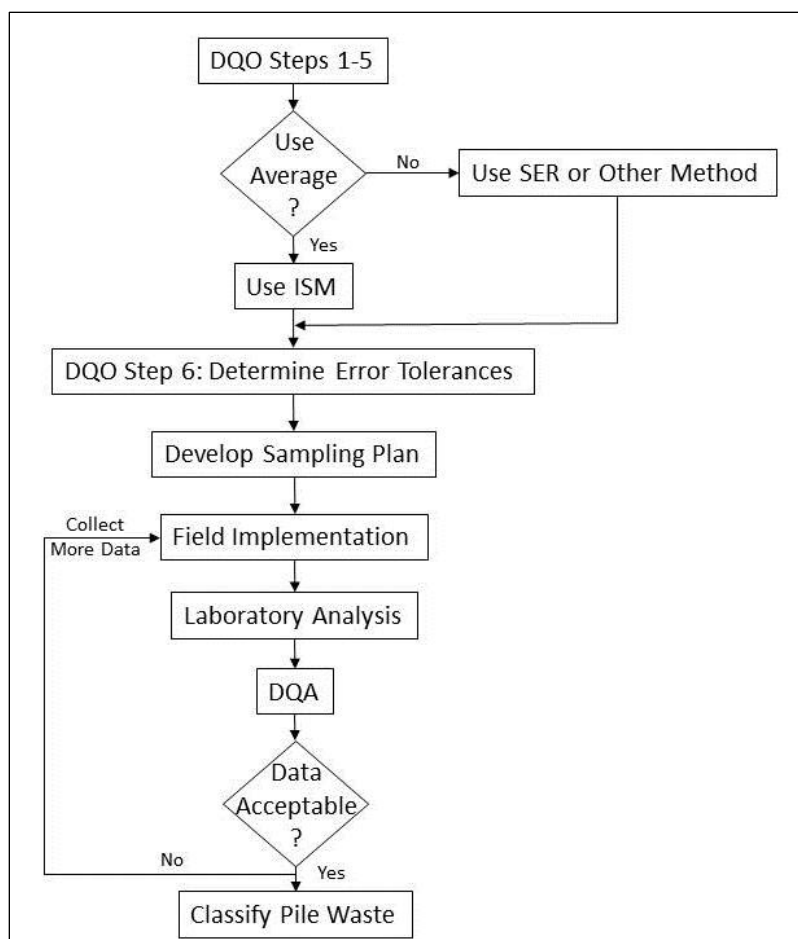 DQO Steps 1-5
Use
Average
?
No
Use SER or Other Method
Yes
Use ISM
DQO Step 6: Determine Error Tolerances
Develop Sampling Plan
Collect
More Data
Field Implementation
Laboratory Analysis
DQA
Data
Acceptable
?
No
Yes
Classify Pile Waste